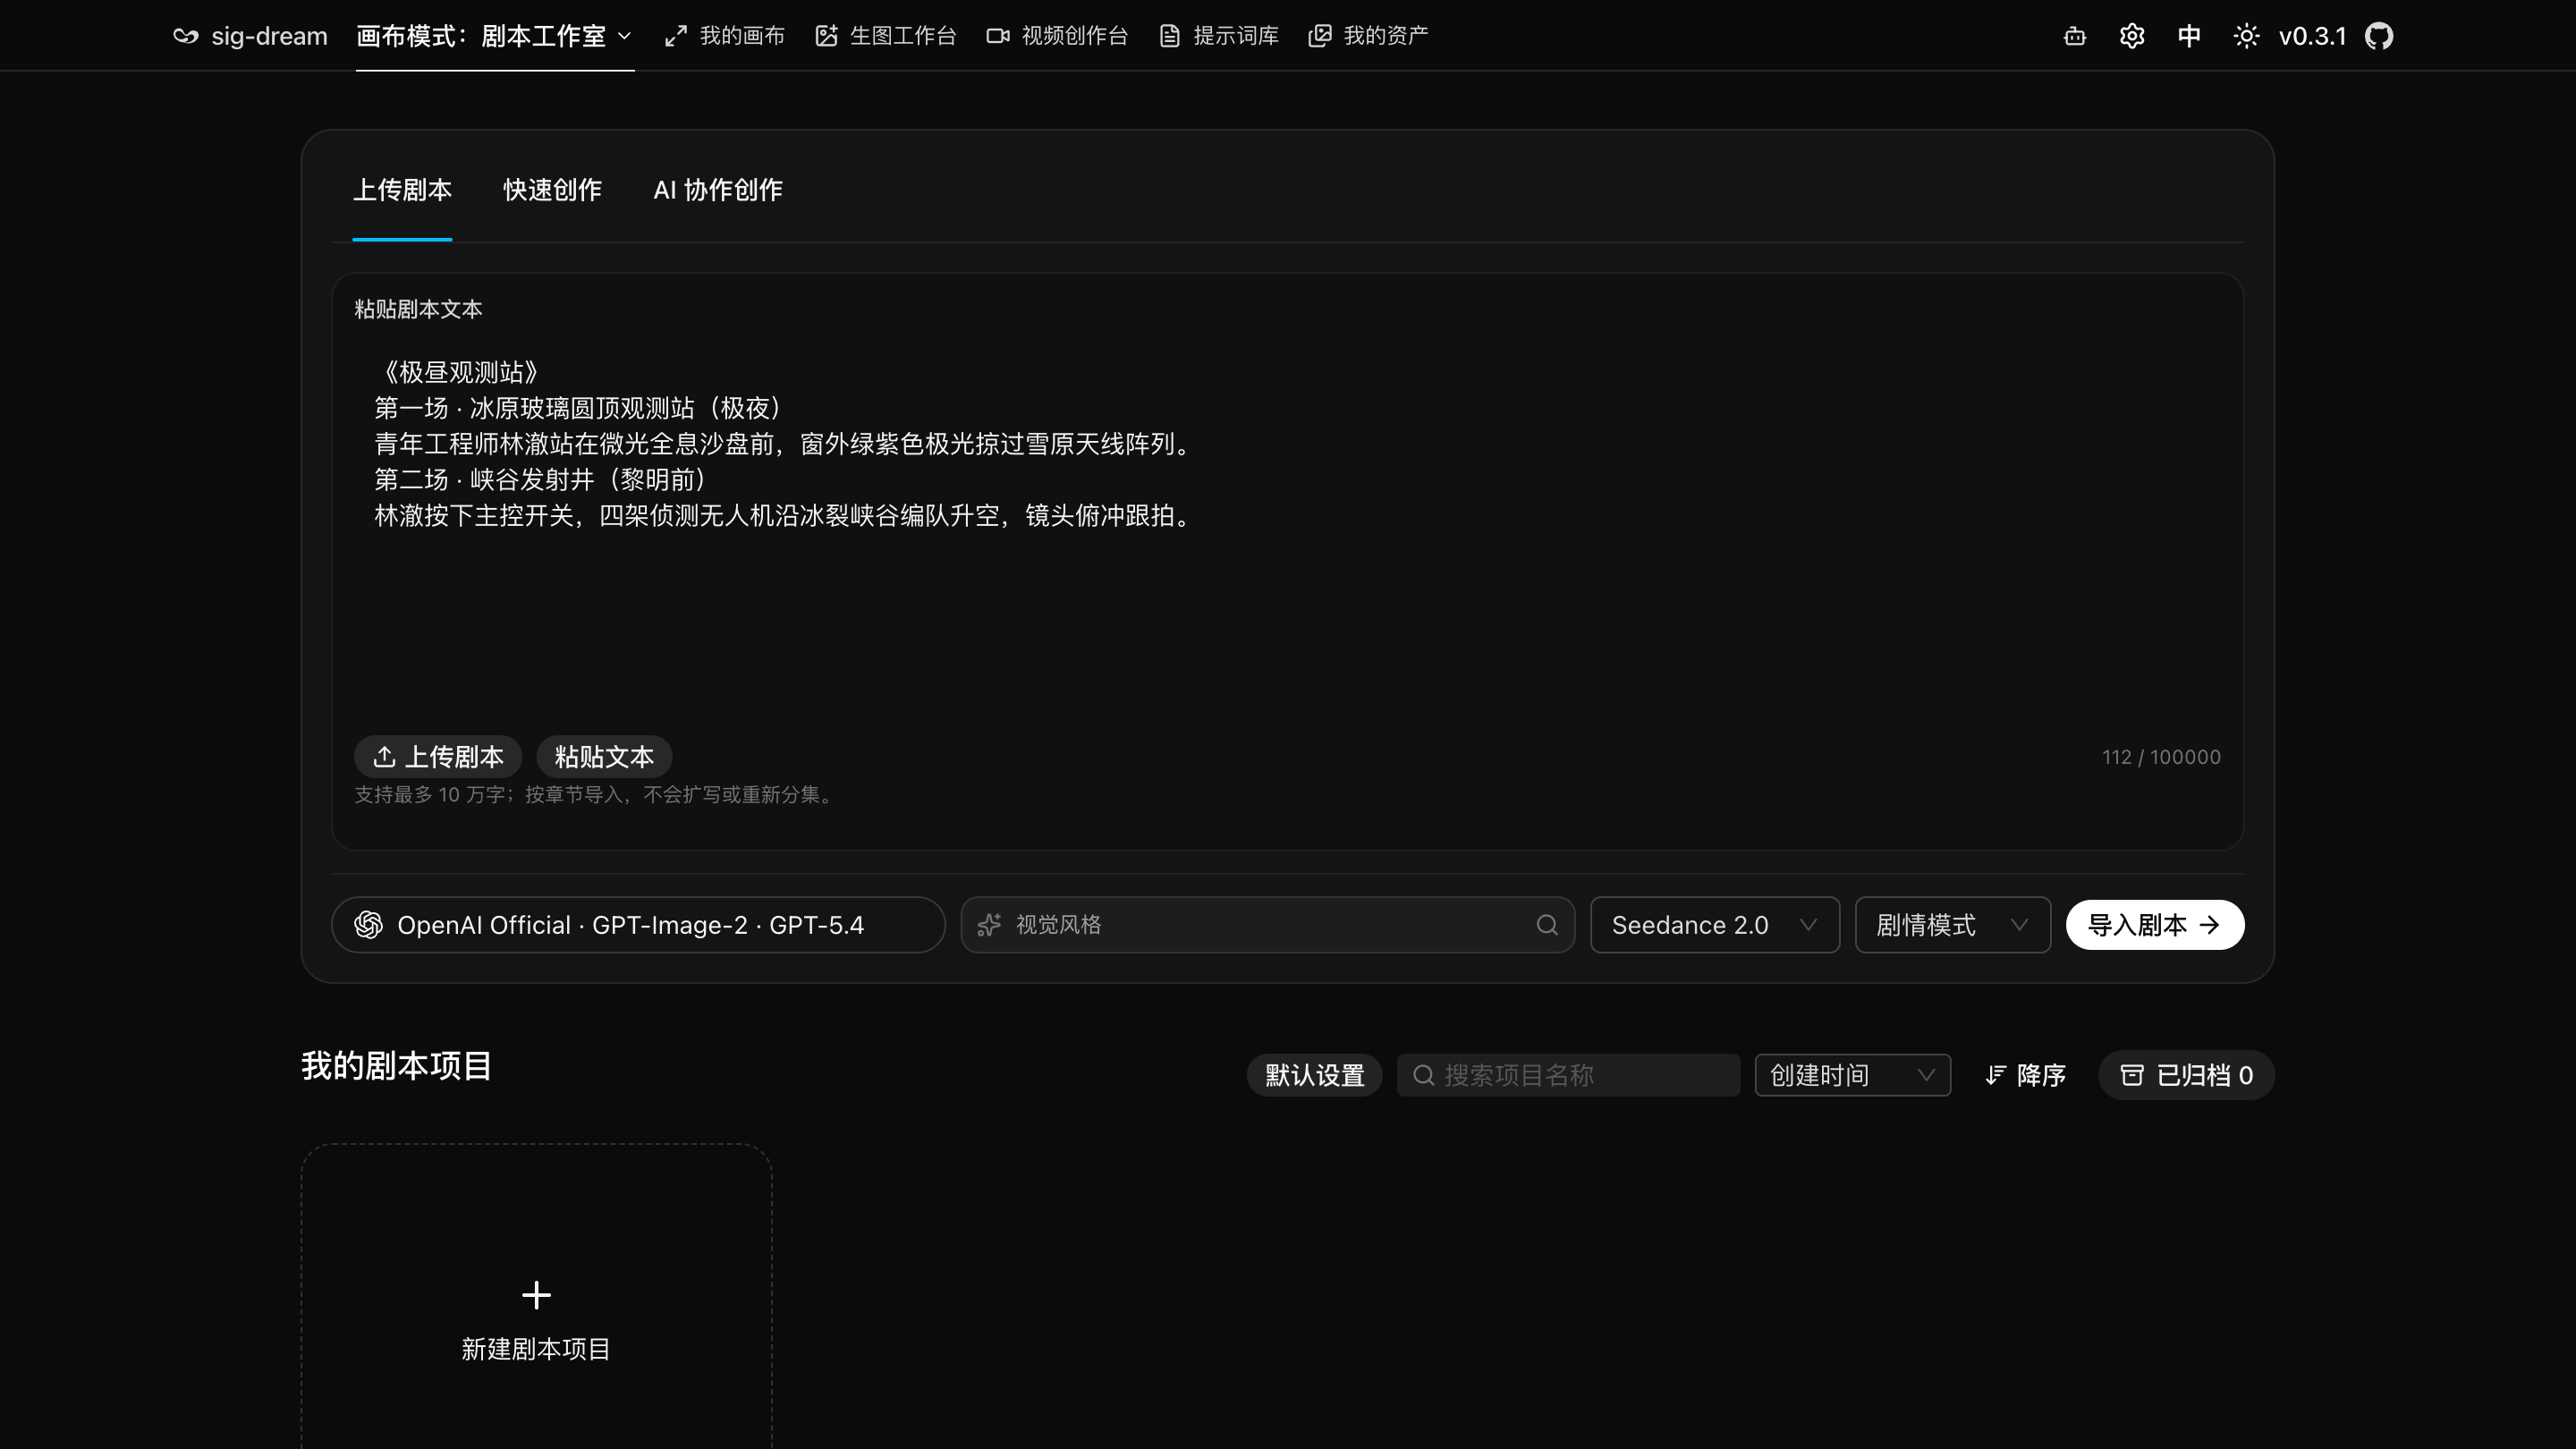 sig-dream
画布模式：剧本工作室
我的画布
生图工作台
视频创作台
提示词库
我的资产
中
v0.3.1
上传剧本
快速创作
AI 协作创作
粘贴剧本文本
《极昼观测站》
第一场 · 冰原玻璃圆顶观测站（极夜）
青年工程师林澈站在微光全息沙盘前，窗外绿紫色极光掠过雪原天线阵列。
第二场 · 峡谷发射井（黎明前）
林澈按下主控开关，四架侦测无人机沿冰裂峡谷编队升空，镜头俯冲跟拍。
上传剧本
粘贴文本
112 / 100000
支持最多 10 万字；按章节导入，不会扩写或重新分集。
OpenAI Official · GPT-Image-2 · GPT-5.4
视觉风格
Seedance 2.0
剧情模式
导入剧本
我的剧本项目
默认设置
搜索项目名称
创建时间
降序
已归档 0
新建剧本项目